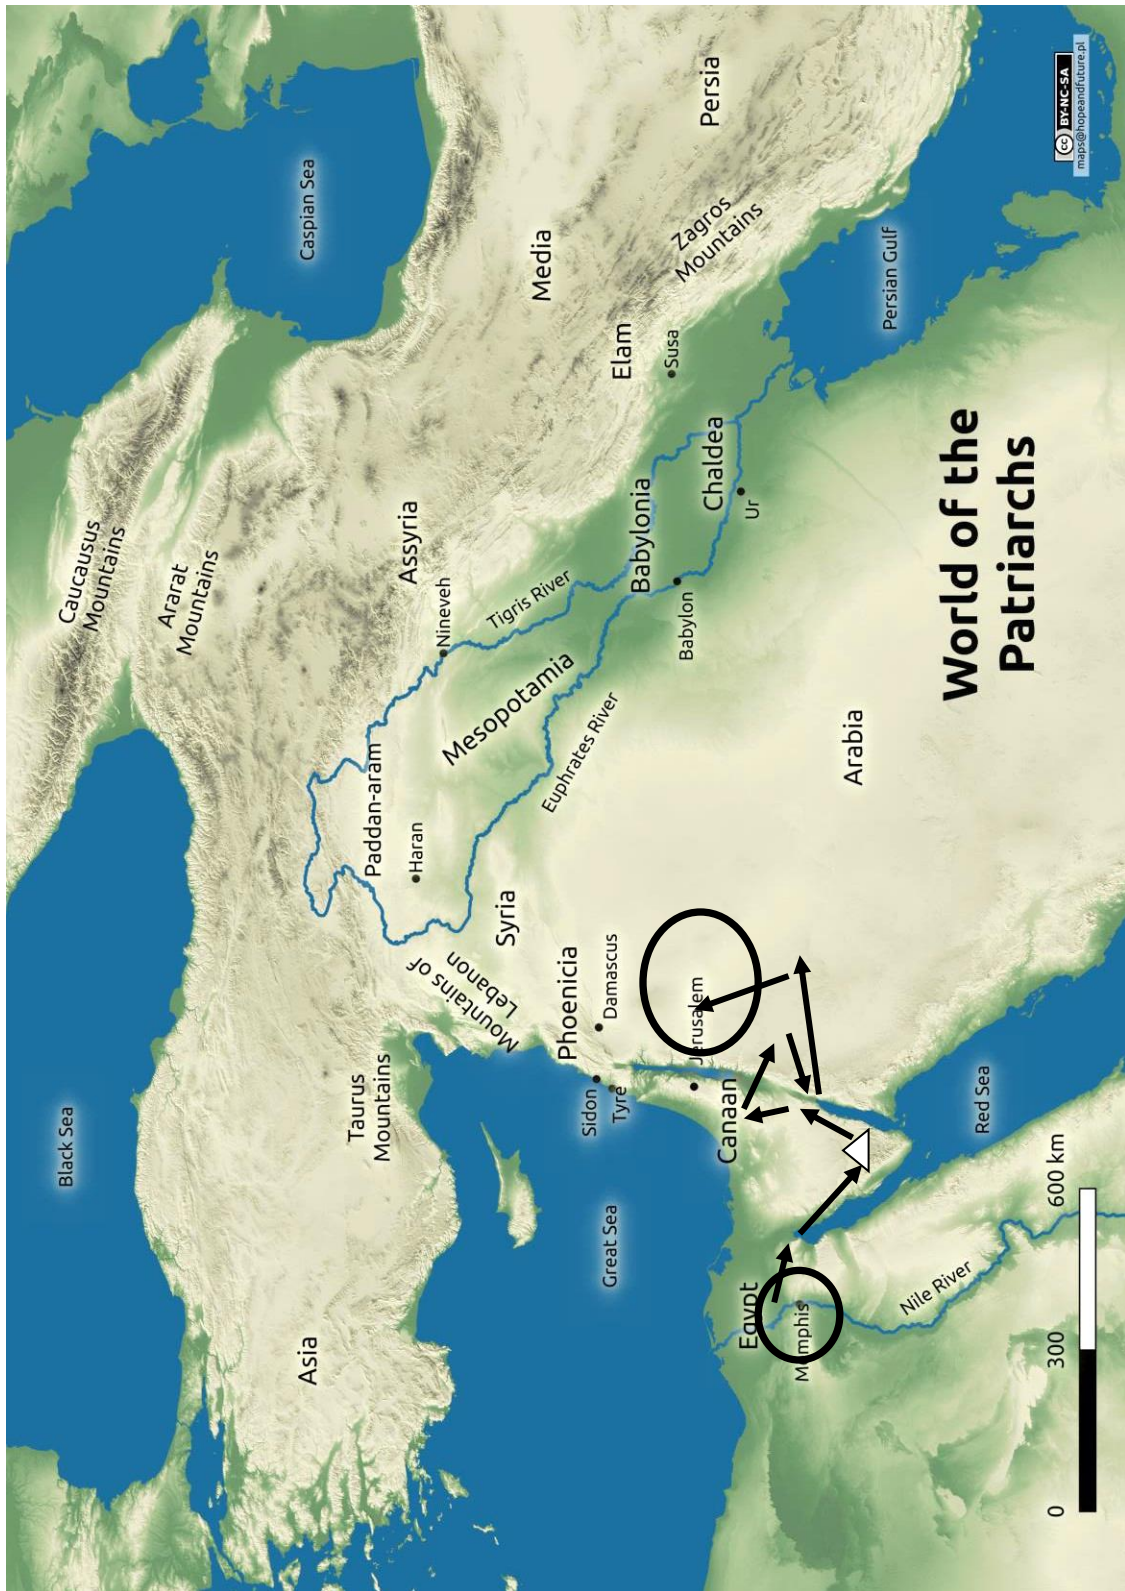 Black Sea
Caucausus
Mountains
Caspian Sea
Ararat
Mountains
Asia
Taurus
Mountains
Paddan-aram
Haran
Assyria
Nineveh
Media
Persia
Mountains of
Lebanon
Syria
Mesopotamia
Tigris River
Euphrates River
Great Sea
Sidon
Tyre
Phoenicia
Damascus
Babylonia
Babylon
Elam
Susa
Zagros
Mountains
Chaldea
Ur
Canaan
Jerusalem
Egypt
Memphis
Nile River
Arabia
Persian Gulf
Red Sea
World of the
Patriarchs
0
300
600 km
cc BY-NC-SA
maps@hopeandfuture.pl